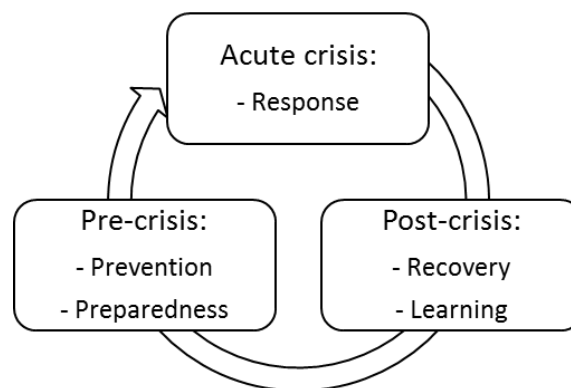 Acute crisis:
- Response
Pre-crisis:
- Prevention
- Preparedness
Post-crisis:
- Recovery
- Learning